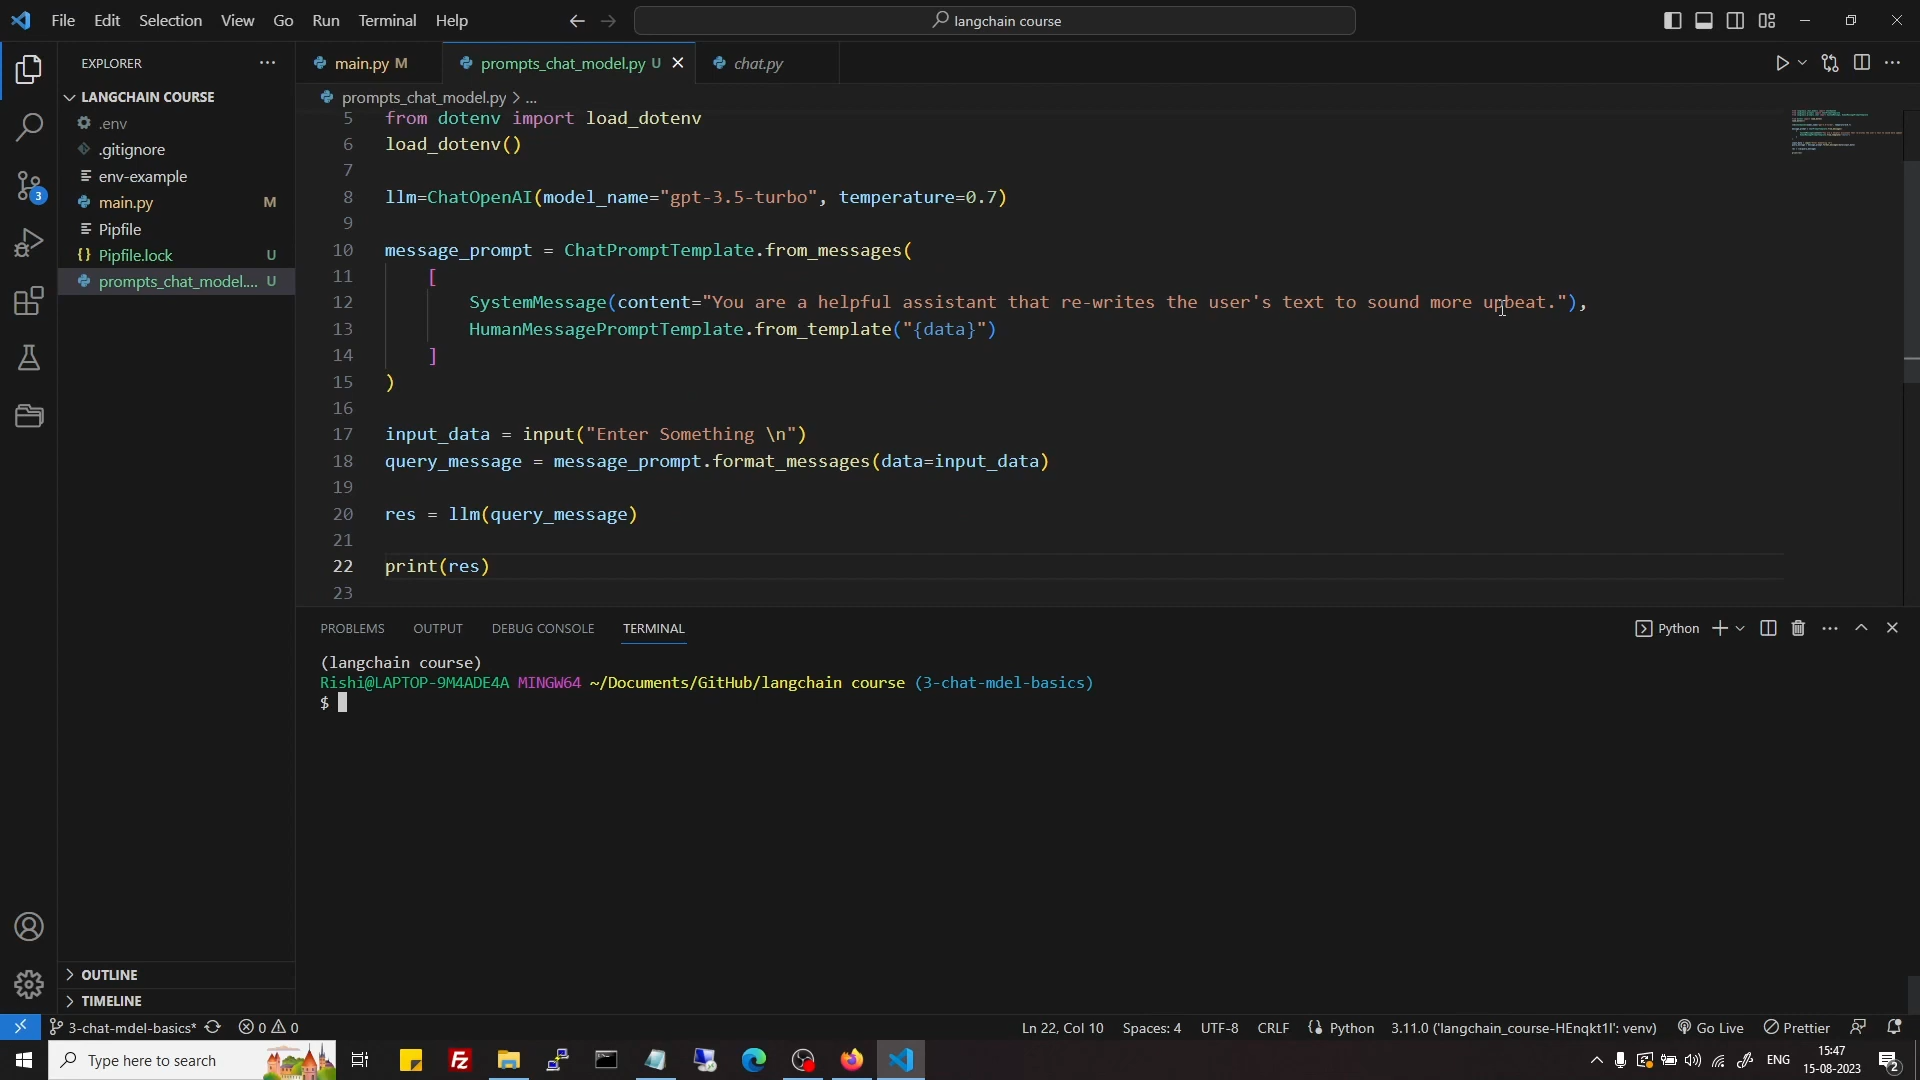 File Edit Selection View Go Run Terminal Help
langchain course
EXPLORER
LANGCHAIN COURSE
.env
.gitignore
env-example
main.py M
Pipfile
Pipfile.lock U
prompts_chat_model.... U
OUTLINE
TIMELINE
3
main.py M
prompts_chat_model.py U
chat.py
prompts_chat_model.py > ...
5 from dotenv import load_dotenv
6 load_dotenv()
7
8 llm=ChatOpenAI(model_name="gpt-3.5-turbo", temperature=0.7)
9
10 message_prompt = ChatPromptTemplate.from_messages(
11 [
12 SystemMessage(content="You are a helpful assistant that re-writes the user's text to sound more upbeat."),
13 HumanMessagePromptTemplate.from_template("{data}")
14 ]
15 )
16
17 input_data = input("Enter Something \n")
18 query_message = message_prompt.format_messages(data=input_data)
19
20 res = llm(query_message)
21
22 print(res)
23
PROBLEMS OUTPUT DEBUG CONSOLE TERMINAL
Python
(langchain course)
Rishi@LAPTOP-9M4ADE4A MINGW64 ~/Documents/GitHub/langchain course (3-chat-mdel-basics)
$
3-chat-mdel-basics* 0 0
Ln 22, Col 10 Spaces: 4 UTF-8 CRLF Python 3.11.0 ('langchain_course-HEnqkt1l': venv) Go Live Prettier
Type here to search
ENG
15:47
15-08-2023
2